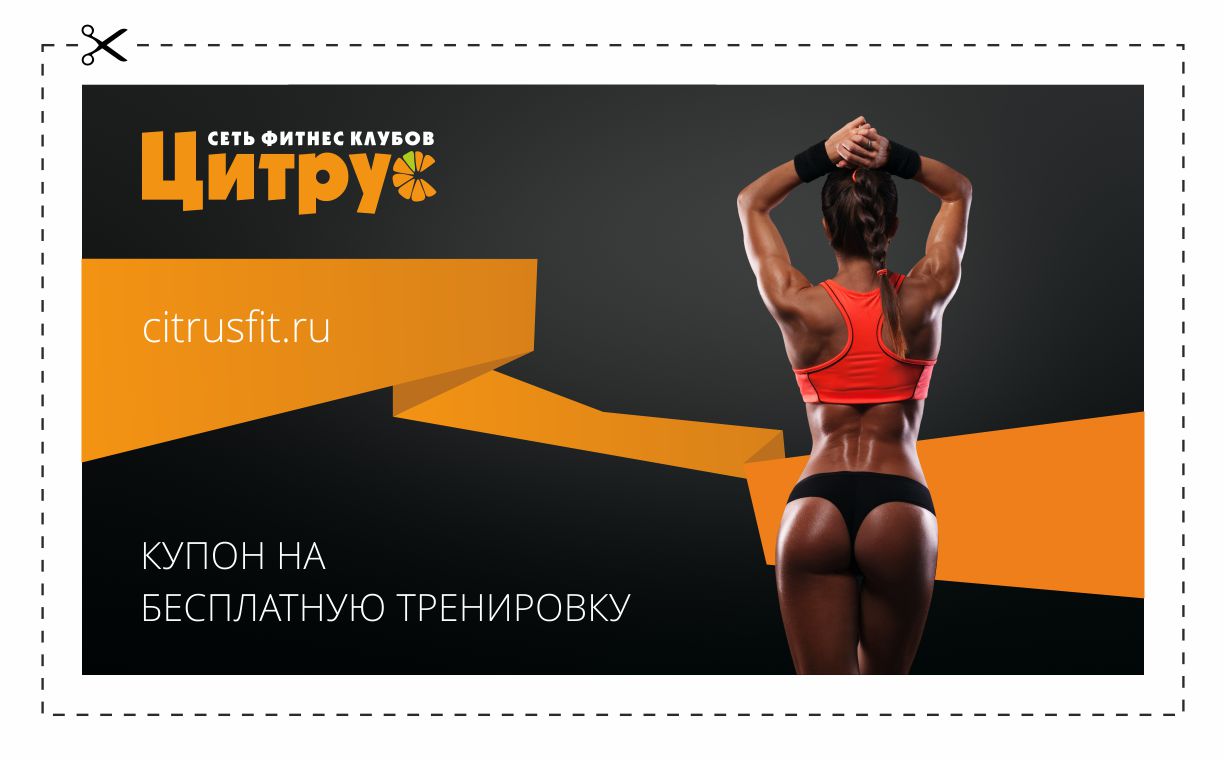 СЕТЬ ФИТНЕС КЛУБОВ
Цитрус
citrusfit.ru
КУПОН НА
БЕСПЛАТНУЮ ТРЕНИРОВКУ